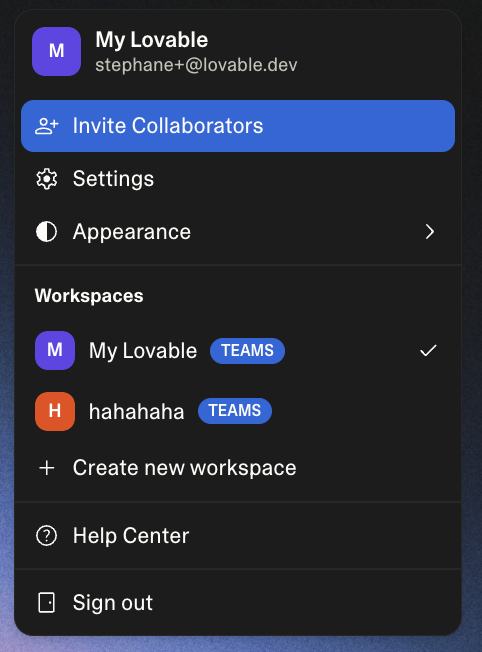 M
My Lovable
stephane+@lovable.dev
Invite Collaborators
Settings
Appearance
Workspaces
M My Lovable TEAMS
H hahahaha TEAMS
Create new workspace
Help Center
Sign out